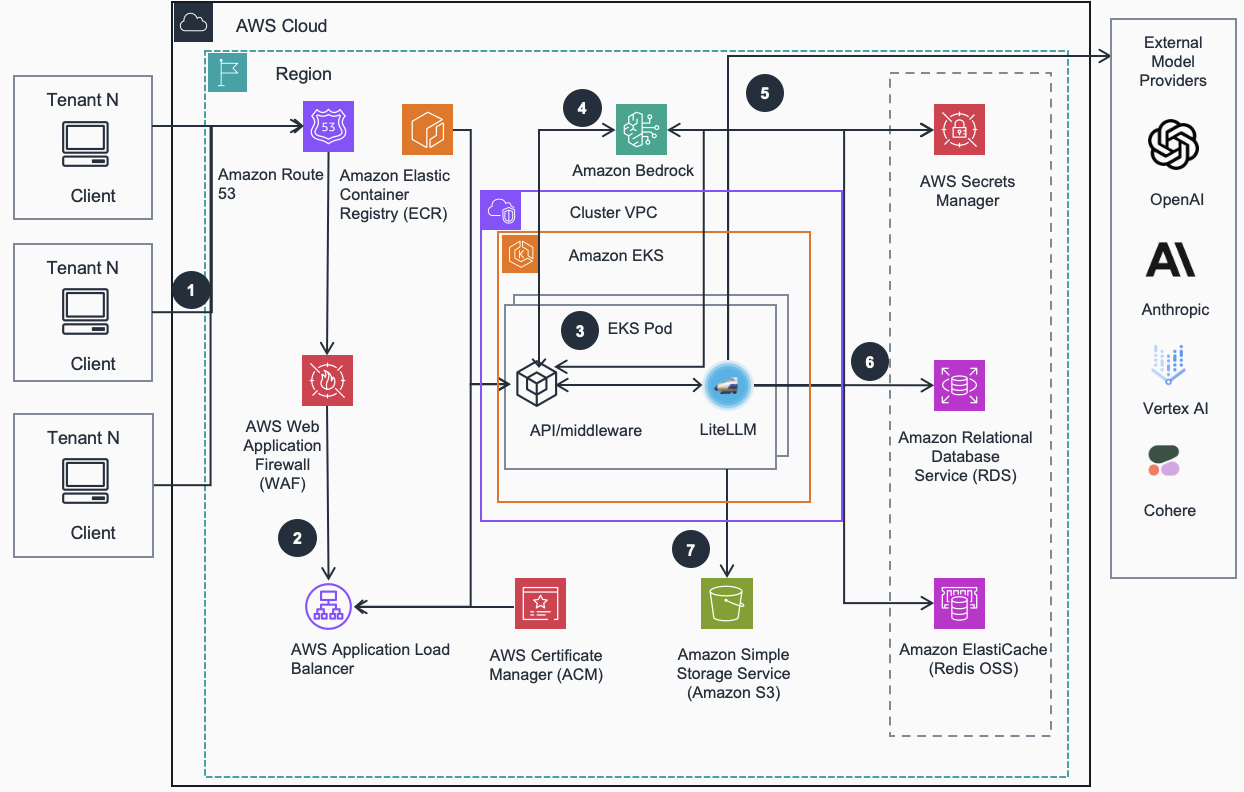 AWS Cloud
Region
Tenant N
Client
Tenant N
Client
Tenant N
Client
1
53
Amazon Route
53
Amazon Elastic
Container
Registry (ECR)
AWS Web
Application
Firewall
(WAF)
2
AWS Application Load
Balancer
AWS Certificate
Manager (ACM)
4
Amazon Bedrock
5
Cluster VPC
K
Amazon EKS
3
EKS Pod
API/middleware
LiteLLM
6
7
Amazon Simple
Storage Service
(Amazon S3)
AWS Secrets
Manager
Amazon Relational
Database
Service (RDS)
Amazon ElastiCache
(Redis OSS)
External
Model
Providers
OpenAI
AI
Anthropic
Vertex AI
Cohere